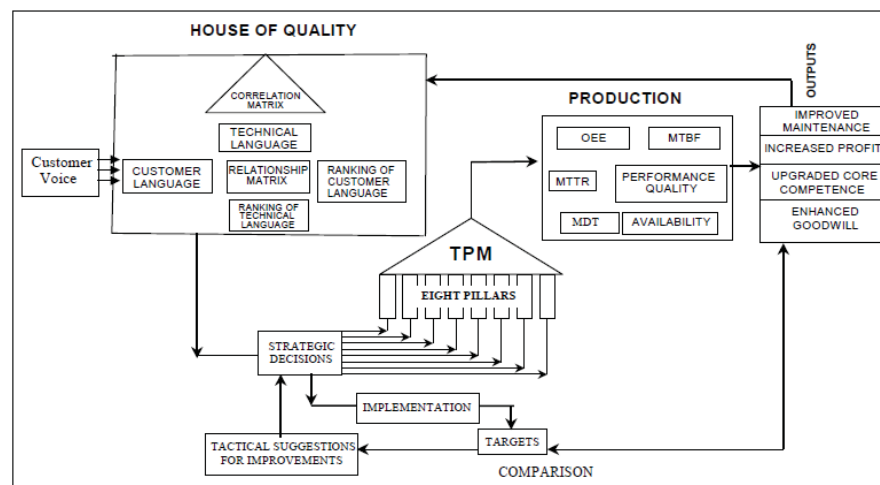 HOUSE OF QUALITY
CORRELATION
MATRIX
TECHNICAL
LANGUAGE
Customer
Voice
CUSTOMER
LANGUAGE
RELATIONSHIP
MATRIX
RANKING OF
CUSTOMER
LANGUAGE
RANKING OF
TECHNICAL
LANGUAGE
PRODUCTION
OEE
MTBF
MTTR
PERFORMANCE
QUALITY
MDT
AVAILABILITY
OUTPUTS
IMPROVED
MAINTENANCE
INCREASED PROFIT
UPGRADED CORE
COMPETENCE
ENHANCED
GOODWILL
TPM
EIGHT PILLARS
STRATEGIC
DECISIONS
IMPLEMENTATION
TARGETS
TACTICAL SUGGESTIONS
FOR IMPROVEMENTS
COMPARISON